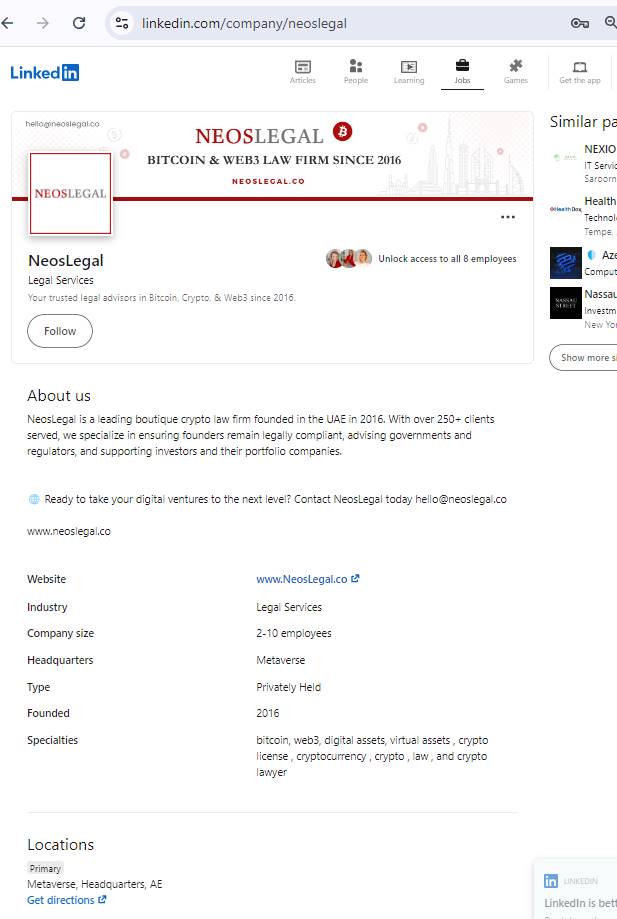 linkedin.com/company/neoslegal
Linked in
Articles
People
Learning
Jobs
Games
Get the app
hello@neoslegal.co
NEOSLEGAL
BITCOIN & WEB3 LAW FIRM SINCE 2016
NEOSLEGAL.CO
NEOSLEGAL
NeosLegal
Unlock access to all 8 employees
Legal Services
Your trusted legal advisors in Bitcoin, Crypto, & Web3 since 2016.
Follow
Similar pa
NEXIO
IT Servic
Health
HealthDox
Technol
Tempe,
Aze
Comput
Nassau
NASSAU
STREET
Investm
New Yor
Show more si
About us
NeosLegal is a leading boutique crypto law firm founded in the UAE in 2016. With over 250+ clients
served, we specialize in ensuring founders remain legally compliant, advising governments and
regulators, and supporting investors and their portfolio companies.
🌐 Ready to take your digital ventures to the next level? Contact NeosLegal today hello@neoslegal.co
www.neoslegal.co
Website www.NeosLegal.co
Industry Legal Services
Company size 2-10 employees
Headquarters Metaverse
Type Privately Held
Founded 2016
Specialties bitcoin, web3, digital assets, virtual assets , crypto
license , cryptocurrency , crypto , law , and crypto
lawyer
Locations
Primary
Metaverse, Headquarters, AE
Get directions
in LINKEDIN
LinkedIn is bett